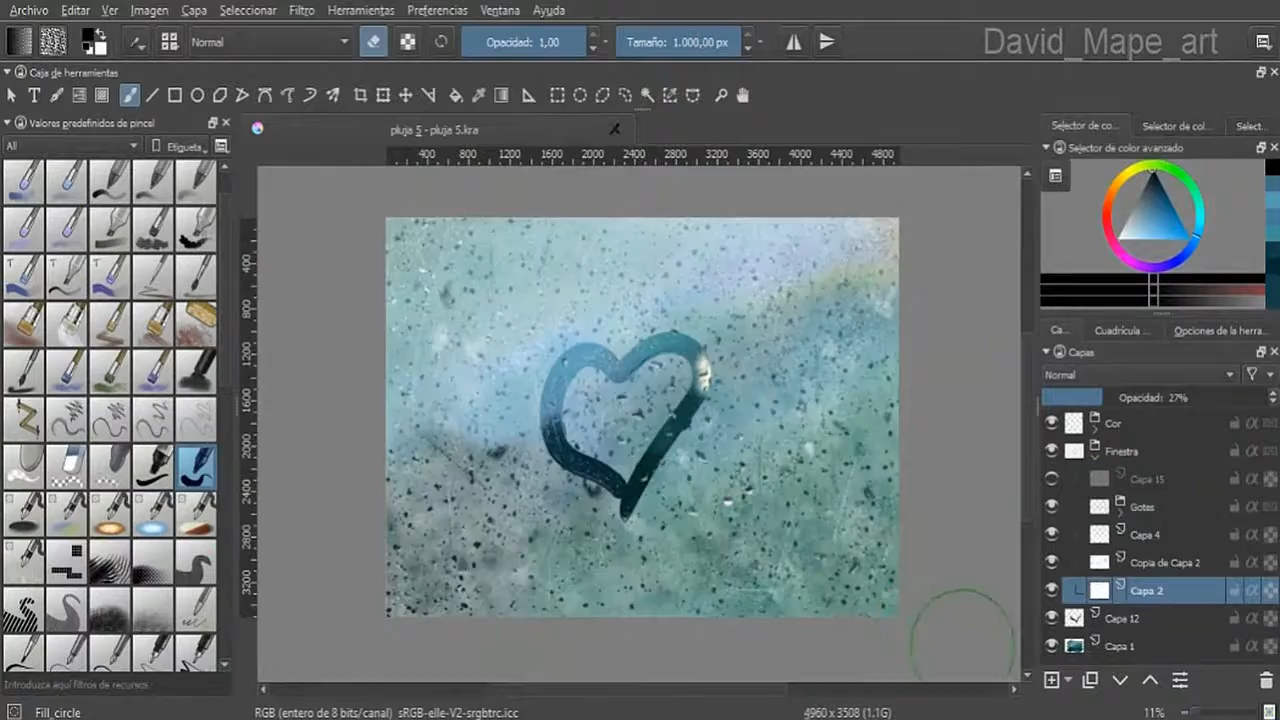 Archivo Editar Ver Imagen Capa Seleccionar Filtro Herramientas Preferencias Ventana Ayuda
Normal Opacidad: 1,00 Tamaño: 1.000,00 px David_Mape_art
Caja de herramientas
Valores predefinidos de pincel
pluja 5 - pluja 5.kra
Selector de co... Selector de col... Select...
All Etiqueta
Selector de color avanzado
400 800 1200 1600 2000 2400 2800 3200 3600 4000 4400 4800
400
800
1200
1600
2000
2400
2800
3200
Ca... Cuadrícula ... Opciones de la herra...
Capas
Normal
Opacidad: 27%
Cor
Finestra
Capa 15
Gotes
Capa 4
Copia de Capa 2
Capa 2
Capa 12
Capa 1
Introduzca aquí filtros de recursos
Fill_circle RGB (entero de 8 bits/canal) sRGB-elle-V2-srgbtrc.icc 4960 x 3508 (1.1G) 11%